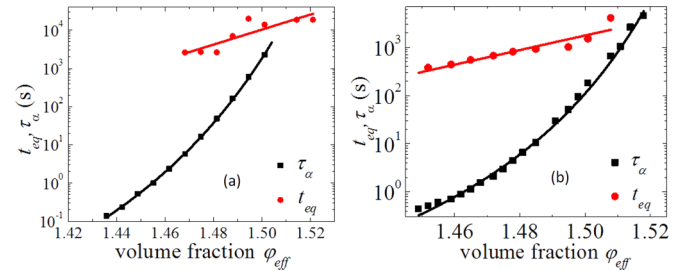 10^5
10^4
10^3
10^2
10^1
10^0
10^-1
t_eq, τ_α (s)
(a)
τ_α
t_eq
1.42 1.44 1.46 1.48 1.50 1.52
volume fraction φ_eff
10^3
10^2
10^1
10^0
t_eq, τ_α (s)
(b)
τ_α
t_eq
1.46 1.48 1.50 1.52
volume fraction φ_eff